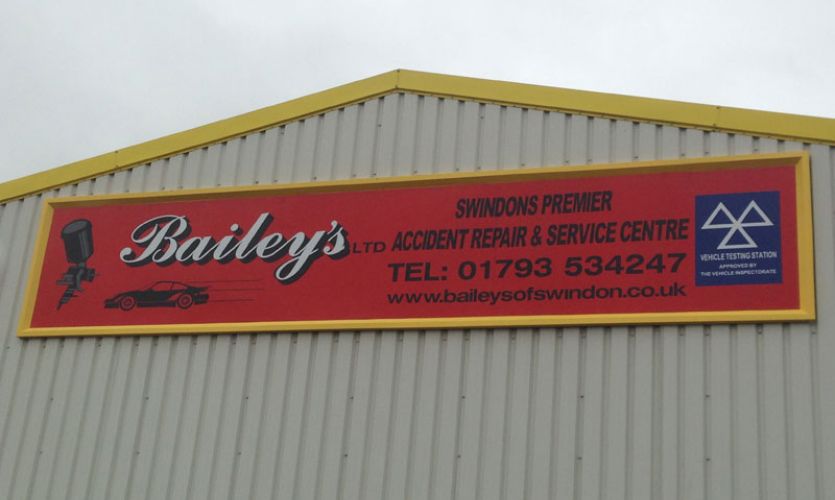 Bailey's LTD
SWINDONS PREMIER
ACCIDENT REPAIR & SERVICE CENTRE
TEL: 01793 534247
www.baileysofswindon.co.uk
VEHICLE TESTING STATION
APPROVED BY
THE VEHICLE INSPECTORATE